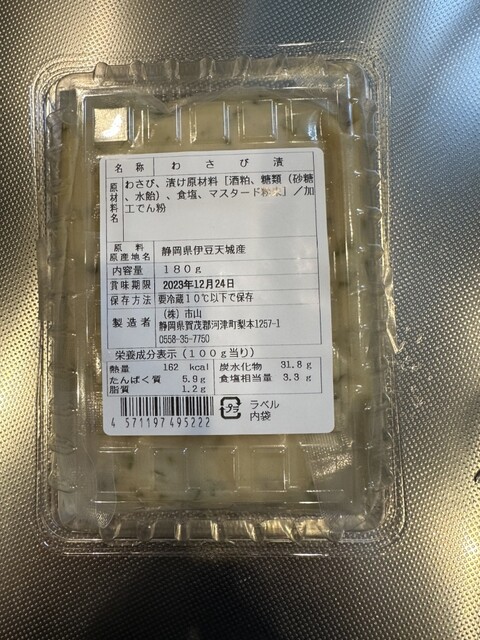 名称 わさび漬
原材料名 わさび、漬け原材料［酒粕、糖類（砂糖
、水飴）、食塩、マスタード粉末］／加
工でん粉
原料原産地名 静岡県伊豆天城産
内容量 180g
賞味期限 2023年12月24日
保存方法 要冷蔵10℃以下で保存
製造者 （株）市山
静岡県賀茂郡河津町梨本1257-1
0558-35-7750
栄養成分表示（100g当り）
熱量 162 kcal 炭水化物 31.8g
たんぱく質 5.9g 食塩相当量 3.3g
脂質 1.2g
4 571197 495222
プラ ラベル
内袋